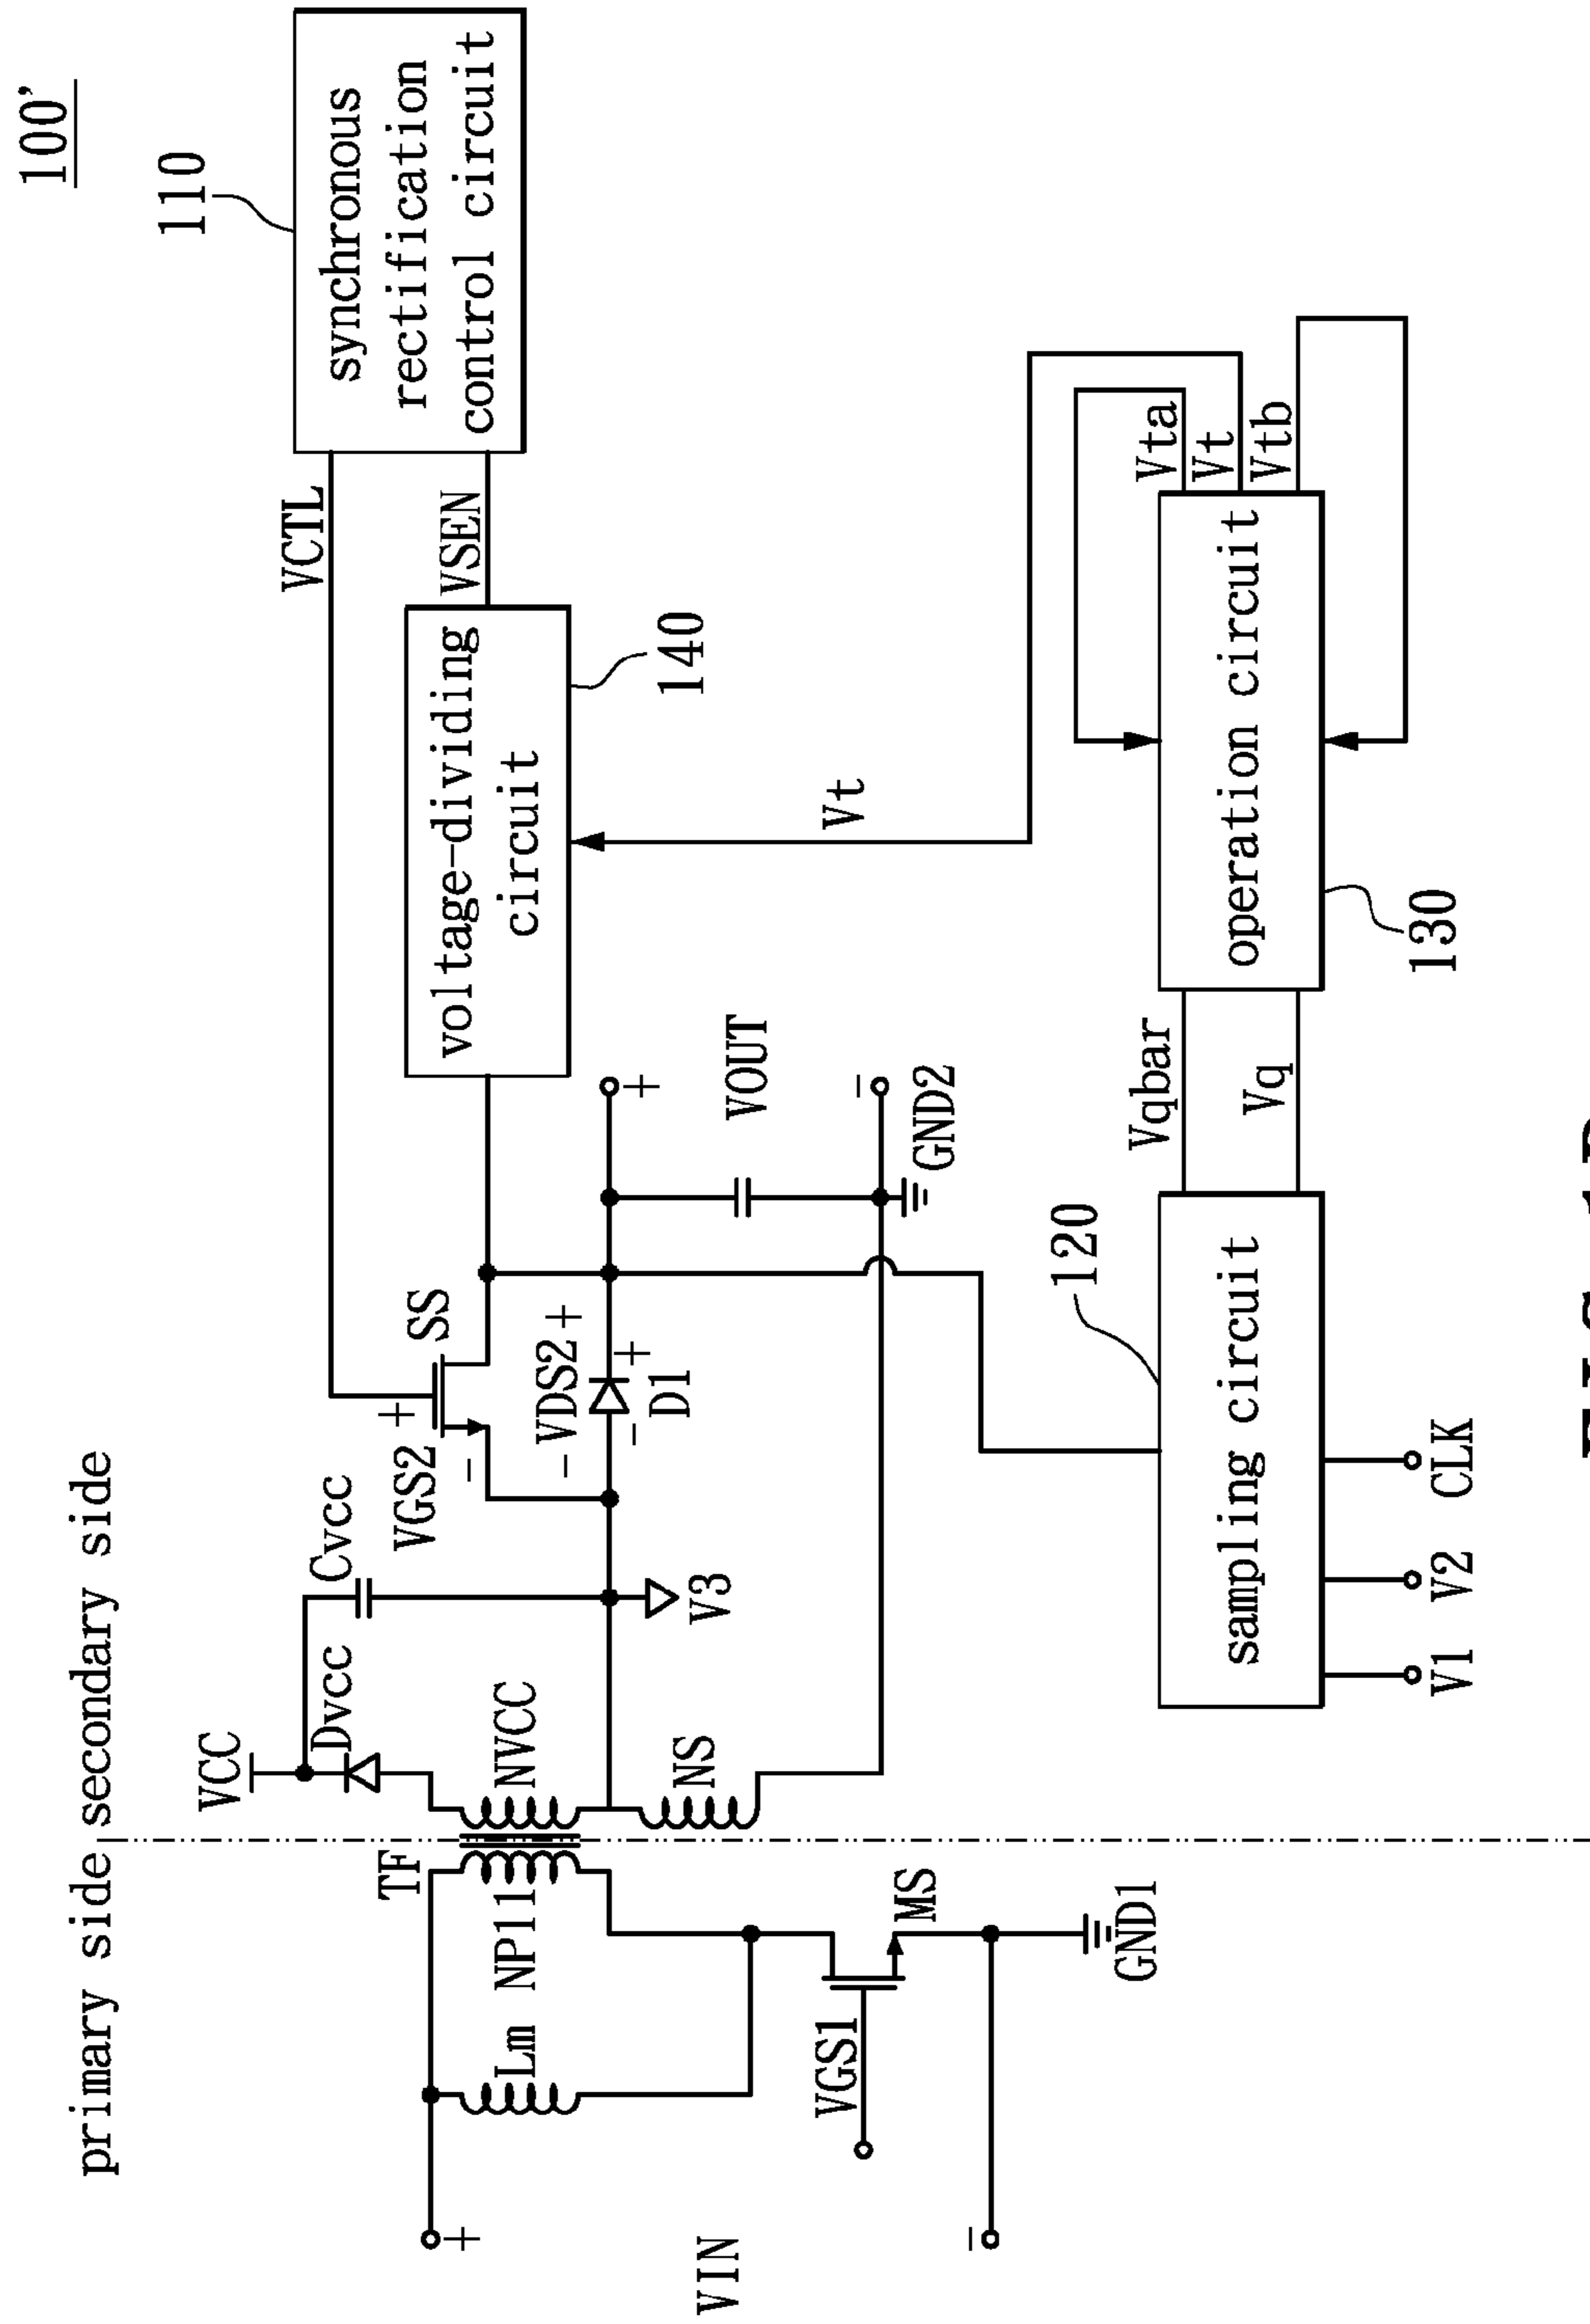 100'
primary side
secondary side
VCC
Dvcc
Cvcc
VCTL
110
synchronous
rectification
control circuit
VGS2
+
-
SS
VSEN
voltage-dividing
circuit
140
TF
NVCC
NP11
Lm
+
-
VDS2
+
-
+
D1
V3
NS
+
VOUT
-
GND2
VIN
-
VGS1
MS
GND1
Vt
120
sampling circuit
V1
V2
CLK
Vqbar
Vq
operation circuit
130
Vta
Vt
Vtb